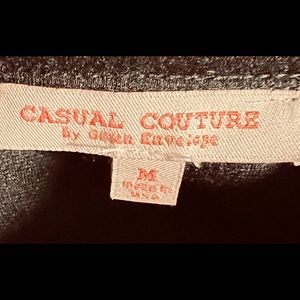 CASUAL COUTURE
by Green Envelope
M
Made In
USA